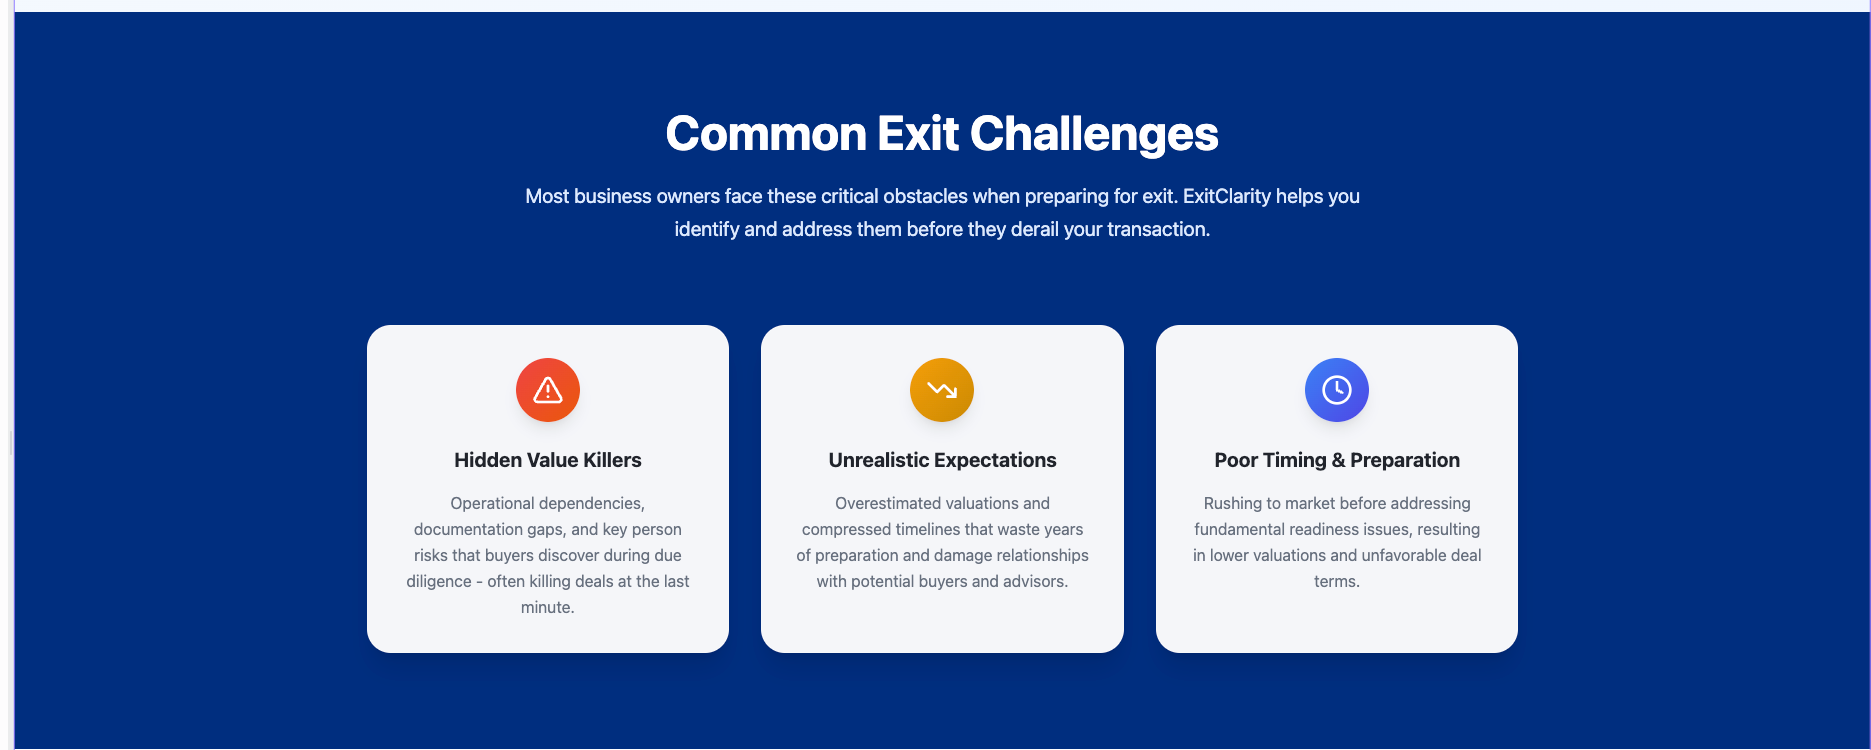 Common Exit Challenges
Most business owners face these critical obstacles when preparing for exit. ExitClarity helps you
identify and address them before they derail your transaction.
Hidden Value Killers
Operational dependencies,
documentation gaps, and key person
risks that buyers discover during due
diligence - often killing deals at the last
minute.
Unrealistic Expectations
Overestimated valuations and
compressed timelines that waste years
of preparation and damage relationships
with potential buyers and advisors.
Poor Timing & Preparation
Rushing to market before addressing
fundamental readiness issues, resulting
in lower valuations and unfavorable deal
terms.